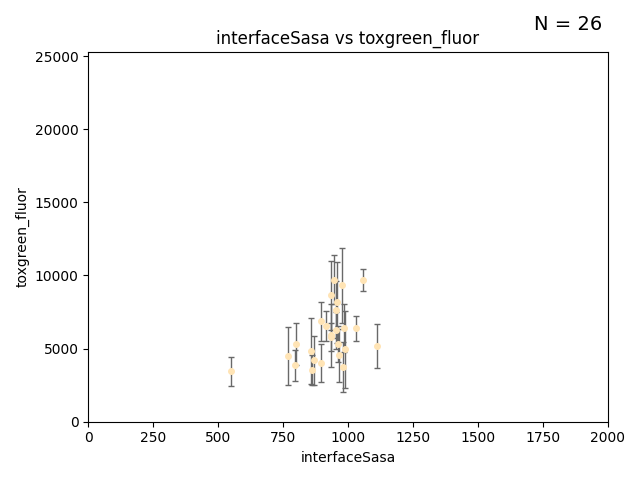 N = 26
interfaceSasa vs toxgreen_fluor
25000
20000
15000
10000
5000
0
toxgreen_fluor
0 250 500 750 1000 1250 1500 1750 2000
interfaceSasa